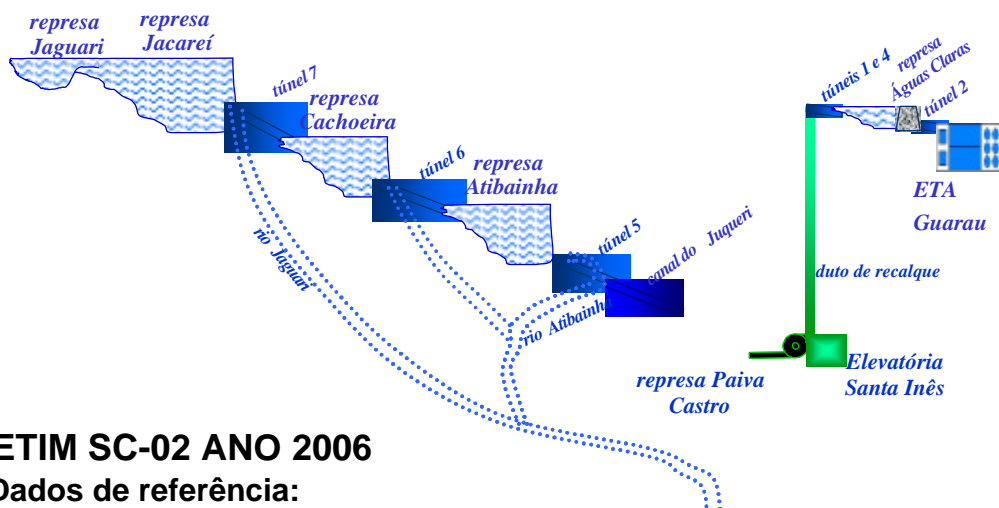 represa
Jaguari
represa
Jacareí
túnel 7
represa
Cachoeira
túnel 6
represa
Atibainha
túnel 5
canal do Juqueri
rio Jaguari
rio Atibainha
túneis 1 e 4
represa
Águas Claras
túnel 2
ETA
Guarau
duto de recalque
Elevatória
Santa Inês
represa Paiva
Castro
ETIM SC-02 ANO 2006
Dados de referência: